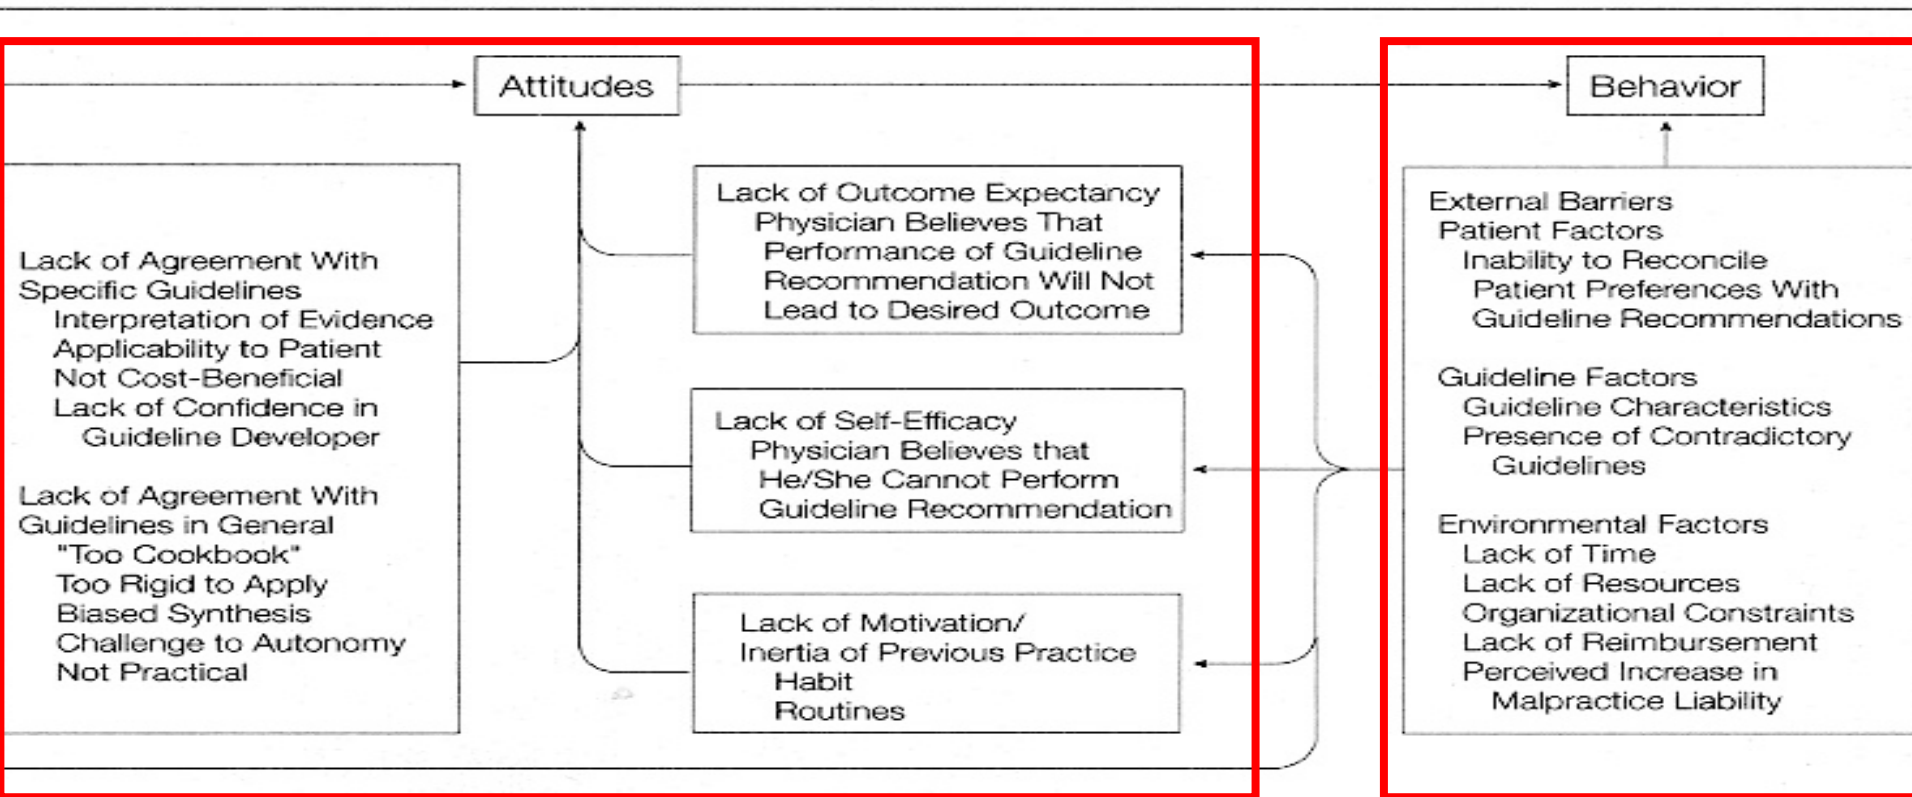 Attitudes
Behavior
Lack of Agreement With
Specific Guidelines
Interpretation of Evidence
Applicability to Patient
Not Cost-Beneficial
Lack of Confidence in
Guideline Developer
Lack of Agreement With
Guidelines in General
"Too Cookbook"
Too Rigid to Apply
Biased Synthesis
Challenge to Autonomy
Not Practical
Lack of Outcome Expectancy
Physician Believes That
Performance of Guideline
Recommendation Will Not
Lead to Desired Outcome
Lack of Self-Efficacy
Physician Believes that
He/She Cannot Perform
Guideline Recommendation
Lack of Motivation/
Inertia of Previous Practice
Habit
Routines
External Barriers
Patient Factors
Inability to Reconcile
Patient Preferences With
Guideline Recommendations
Guideline Factors
Guideline Characteristics
Presence of Contradictory
Guidelines
Environmental Factors
Lack of Time
Lack of Resources
Organizational Constraints
Lack of Reimbursement
Perceived Increase in
Malpractice Liability